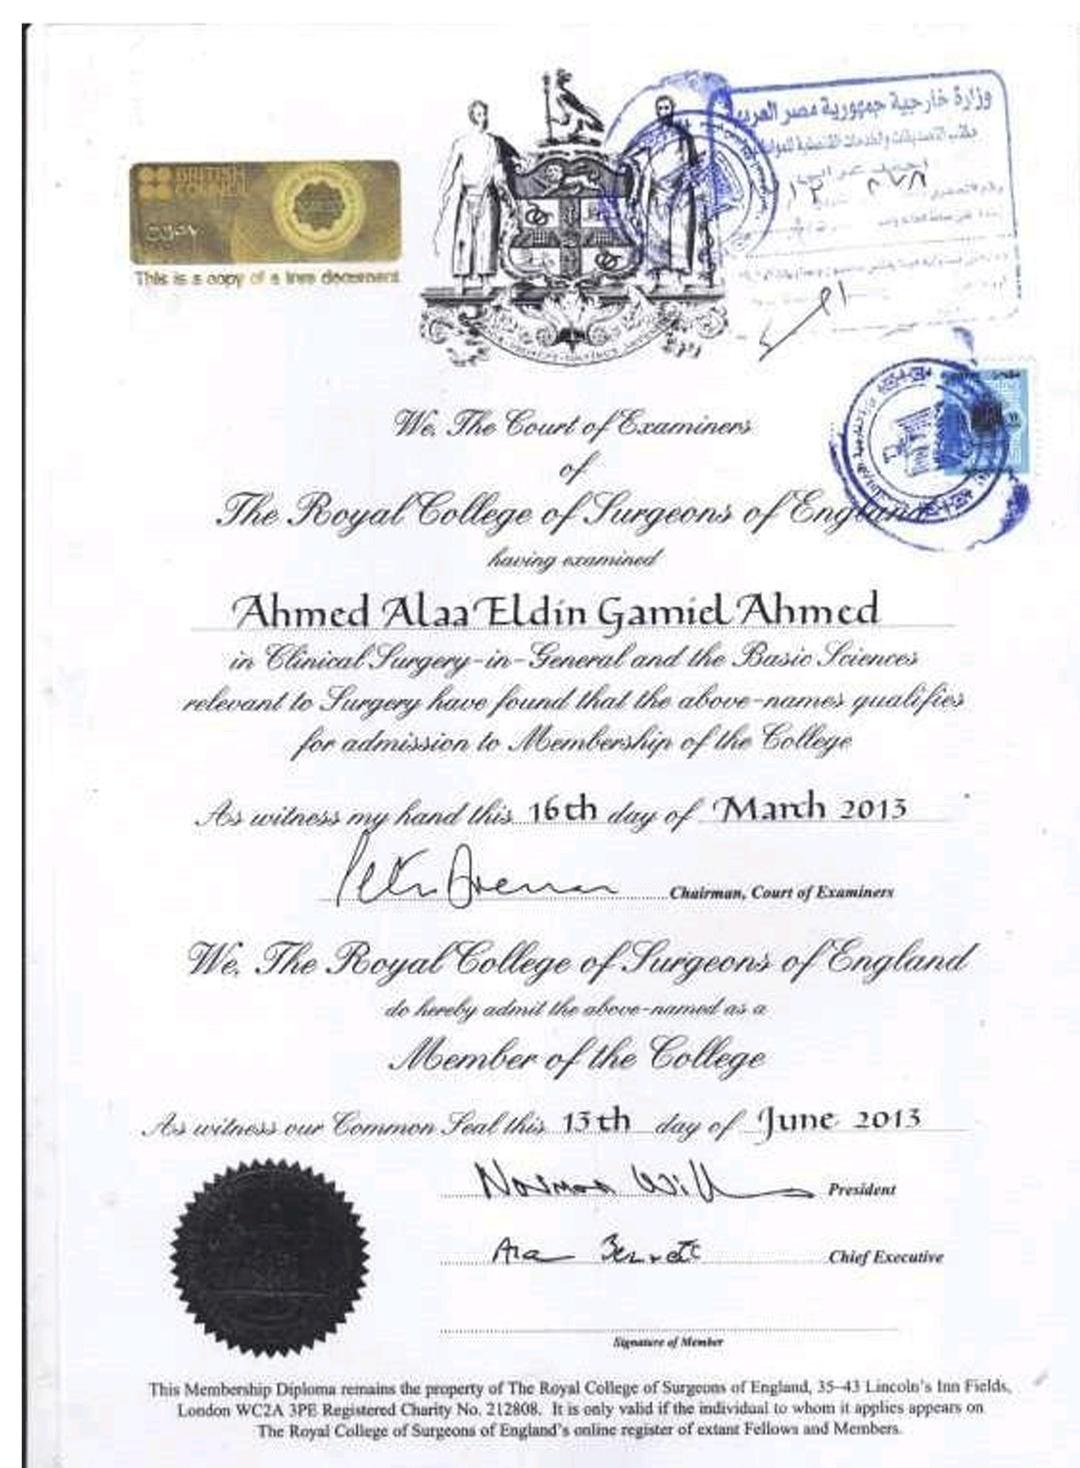 BRITISH
COUNCIL
This is a copy of a document
وزارة خارجية جمهورية مصر العربية
We, The Court of Examiners
of
The Royal College of Surgeons of England
having examined
Ahmed Alaa Eldin Gamiel Ahmed
in Clinical Surgery-in-General and the Basic Sciences
relevant to Surgery have found that the above-names qualifies
for admission to Membership of the College
As witness my hand this 16th day of March 2013
Chairman, Court of Examiners
We, The Royal College of Surgeons of England
do hereby admit the above-named as a
Member of the College
As witness our Common Seal this 13th day of June 2013
President
Chief Executive
Signature of Member
This Membership Diploma remains the property of The Royal College of Surgeons of England, 35–43 Lincoln's Inn Fields,
London WC2A 3PE Registered Charity No. 212808. It is only valid if the individual to whom it applies appears on
The Royal College of Surgeons of England's online register of extant Fellows and Members.